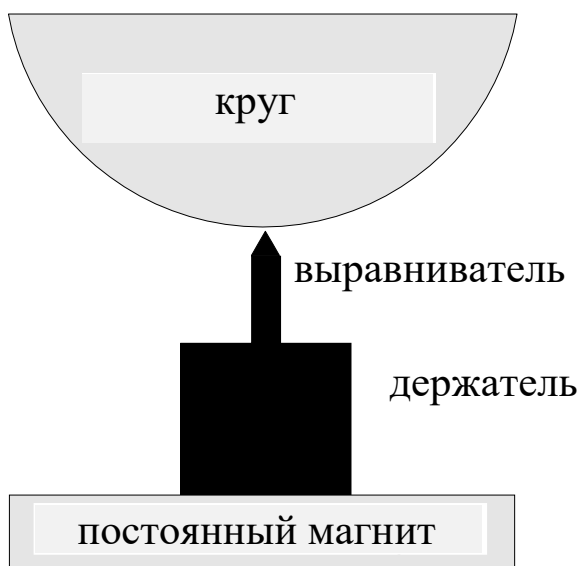 круг
выравниватель
держатель
постоянный магнит